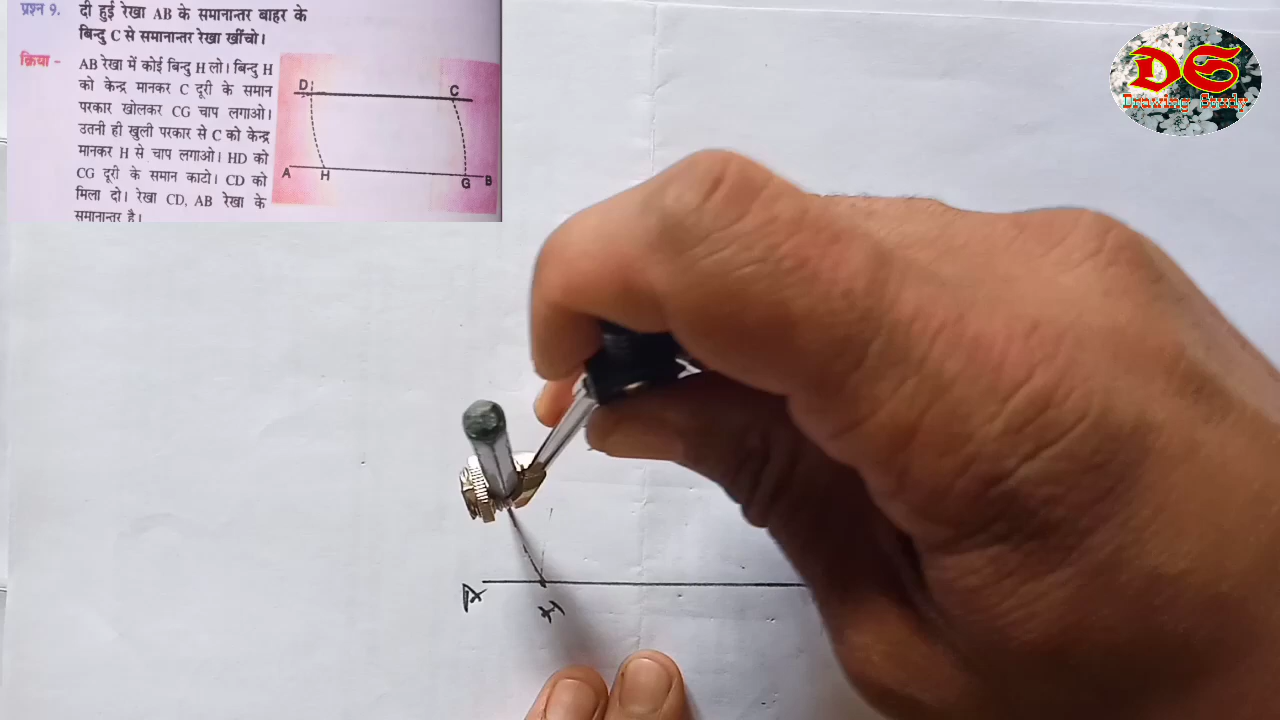 प्रश्न 9. दी हुई रेखा AB के समानान्तर बाहर के
बिन्दु C से समानान्तर रेखा खींचो।
क्रिया - AB रेखा में कोई बिन्दु H लो। बिन्दु H
को केन्द्र मानकर C दूरी के समान
परकार खोलकर CG चाप लगाओ।
उतनी ही खुली परकार से C को केन्द्र
मानकर H से चाप लगाओ। HD को
CG दूरी के समान काटो। CD को
मिला दो। रेखा CD, AB रेखा के
समानान्तर है।
D C
A H G B
DS
Drawing Study
A H